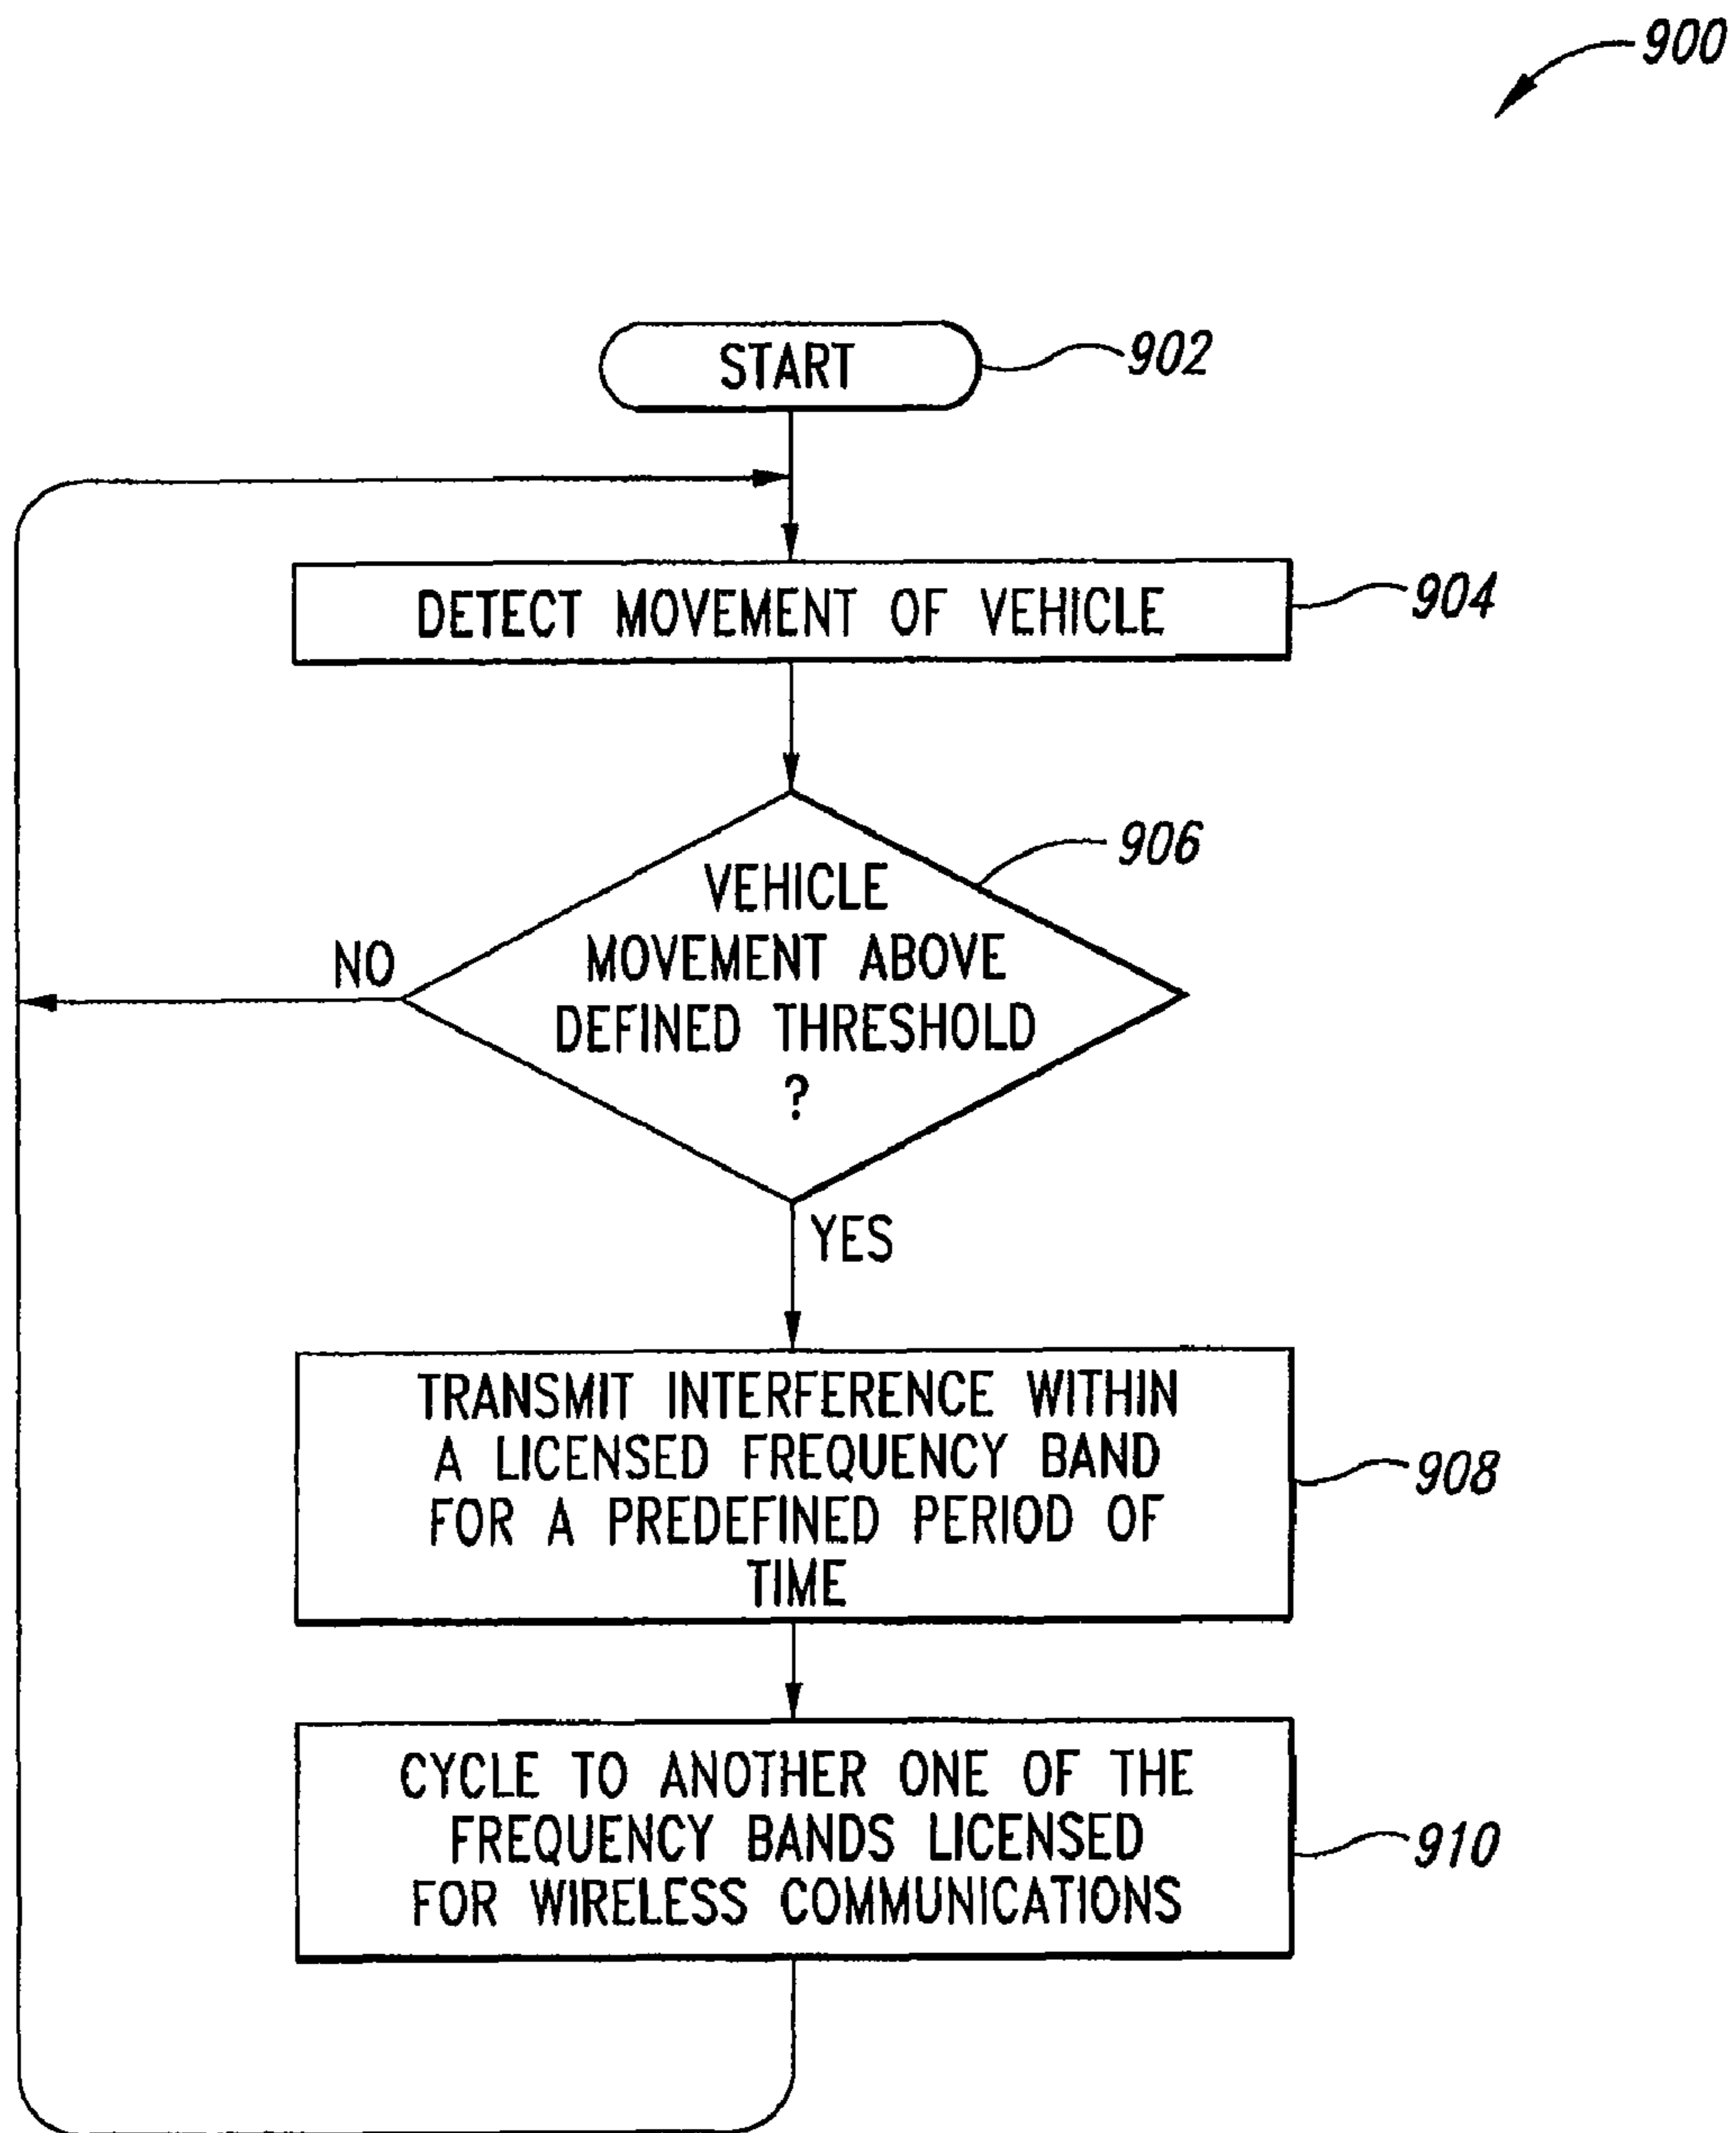 900
START
902
DETECT MOVEMENT OF VEHICLE
904
906
VEHICLE
MOVEMENT ABOVE
DEFINED THRESHOLD
?
NO
YES
TRANSMIT INTERFERENCE WITHIN
A LICENSED FREQUENCY BAND
FOR A PREDEFINED PERIOD OF
TIME
908
CYCLE TO ANOTHER ONE OF THE
FREQUENCY BANDS LICENSED
FOR WIRELESS COMMUNICATIONS
910